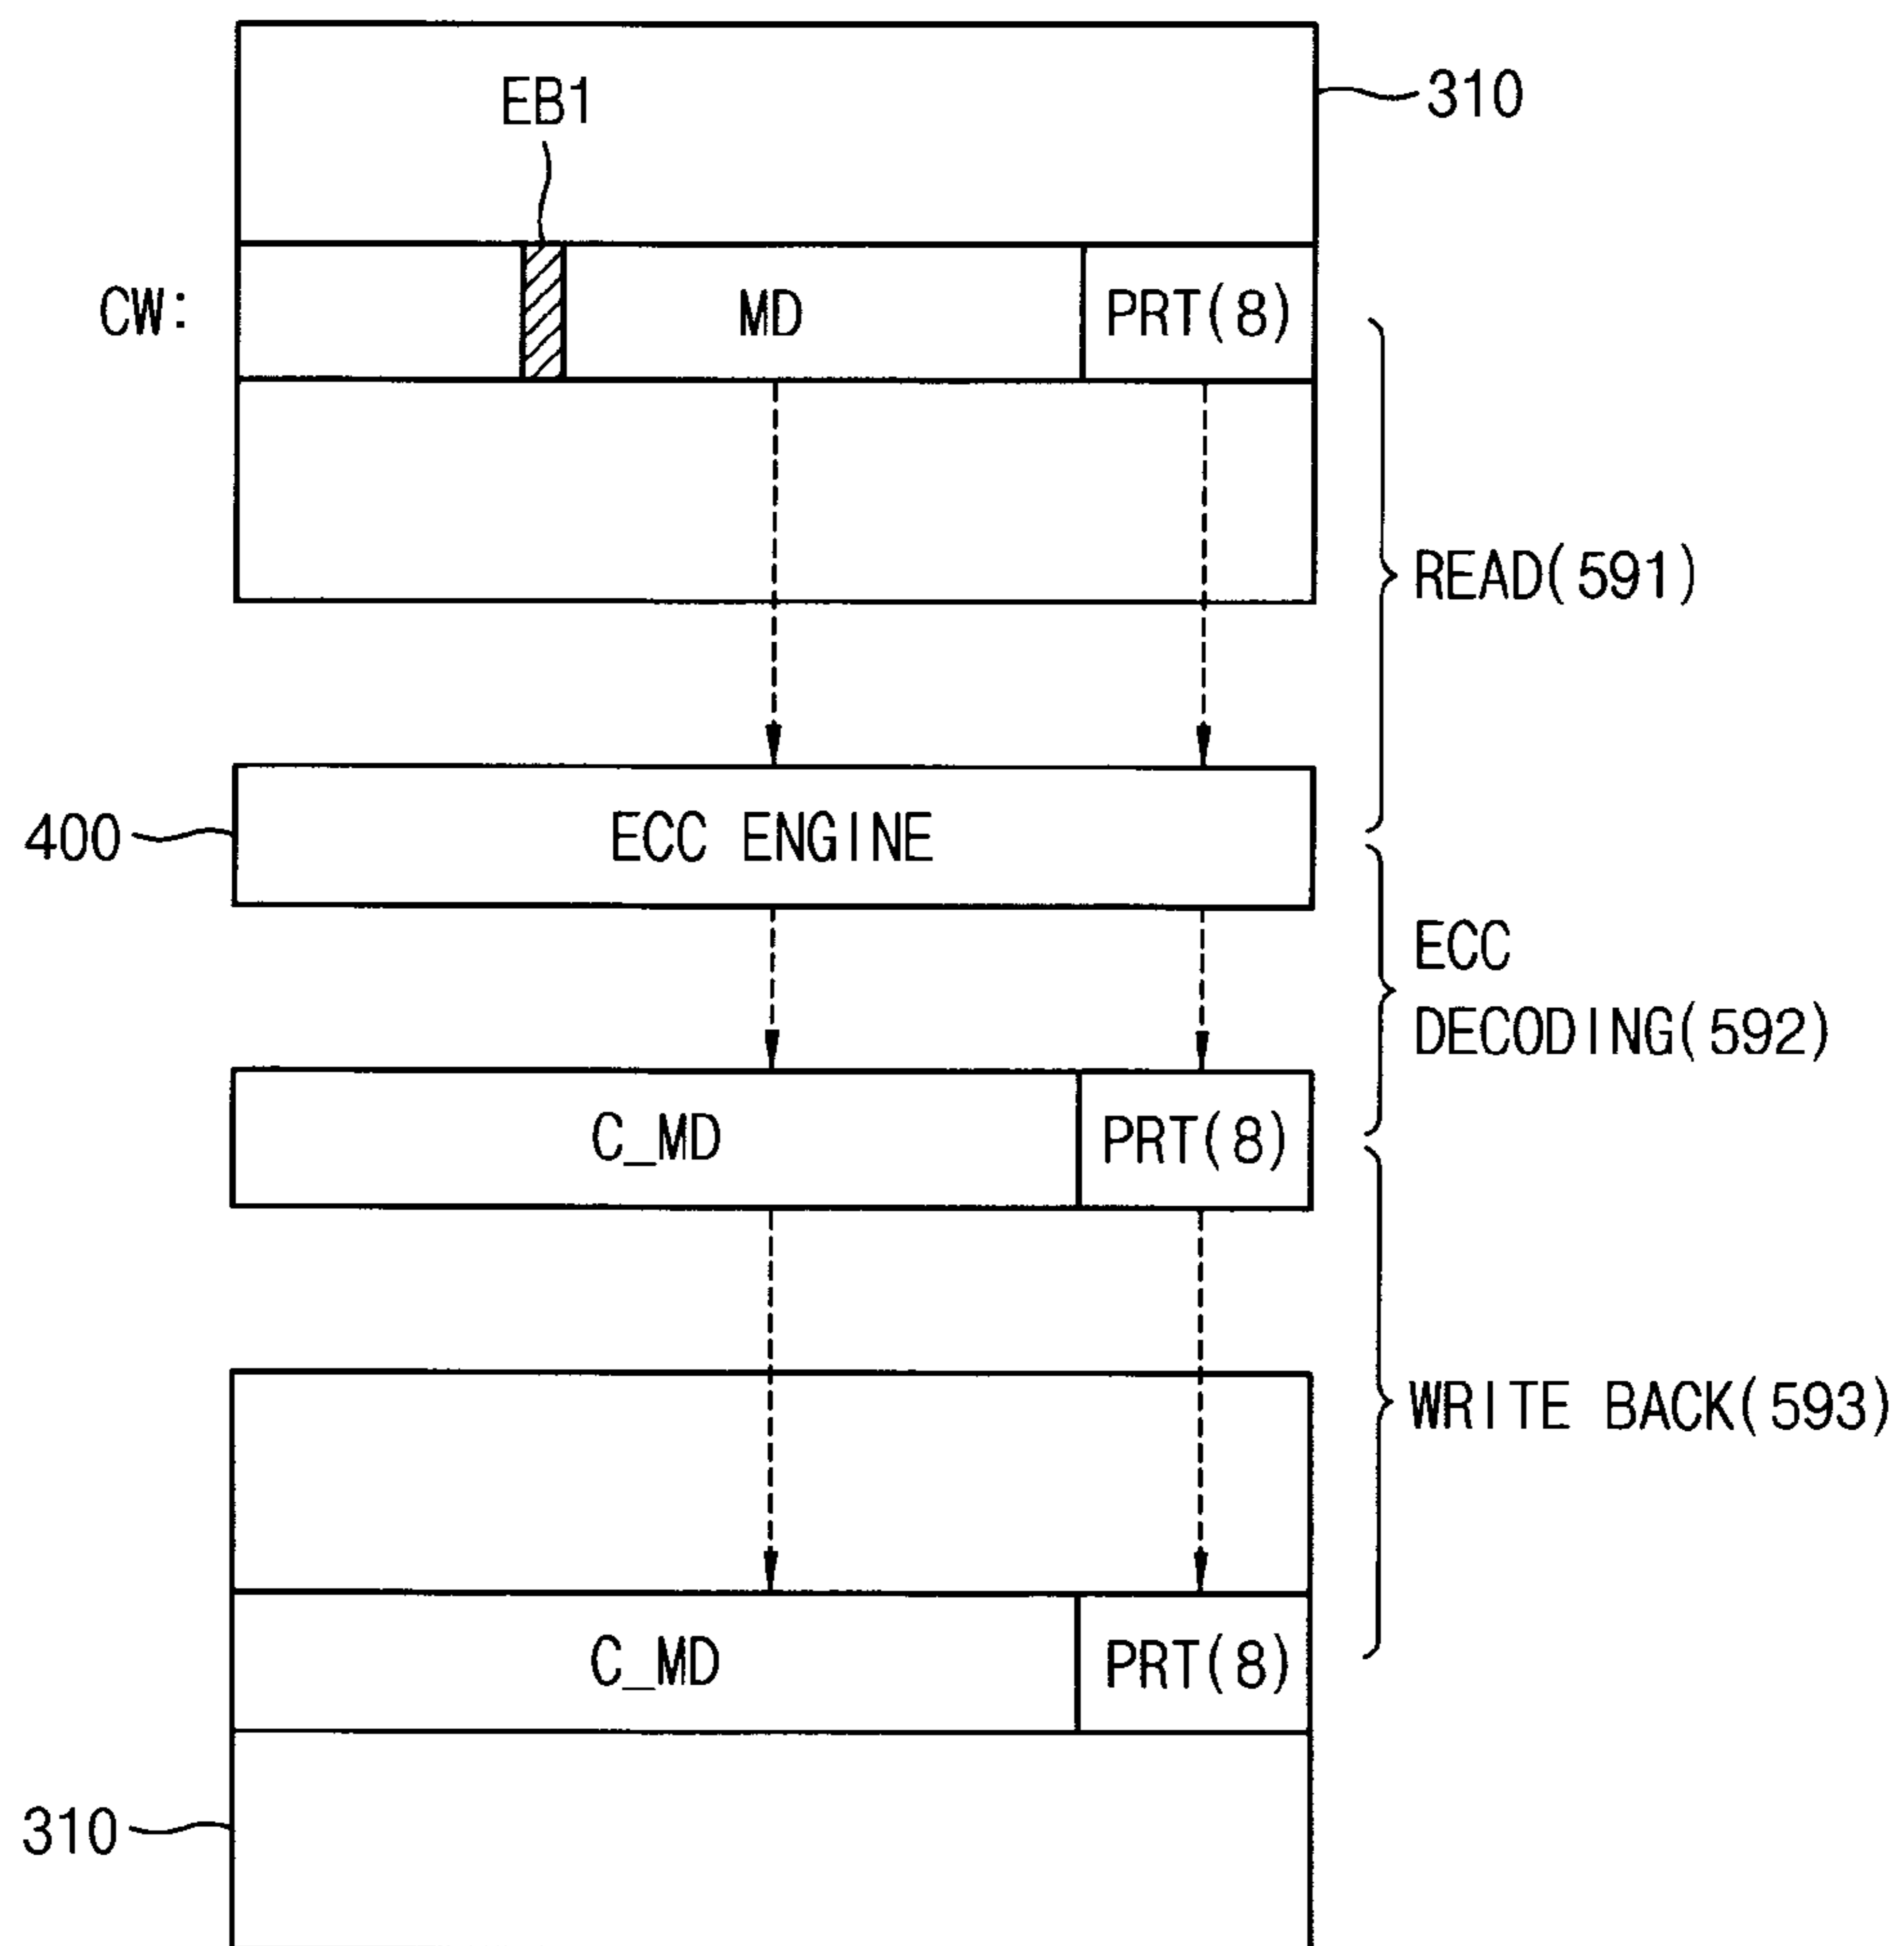 310
EB1
CW:
MD
PRT(8)
READ(591)
400
ECC ENGINE
ECC
DECODING(592)
C_MD
PRT(8)
WRITE BACK(593)
C_MD
PRT(8)
310